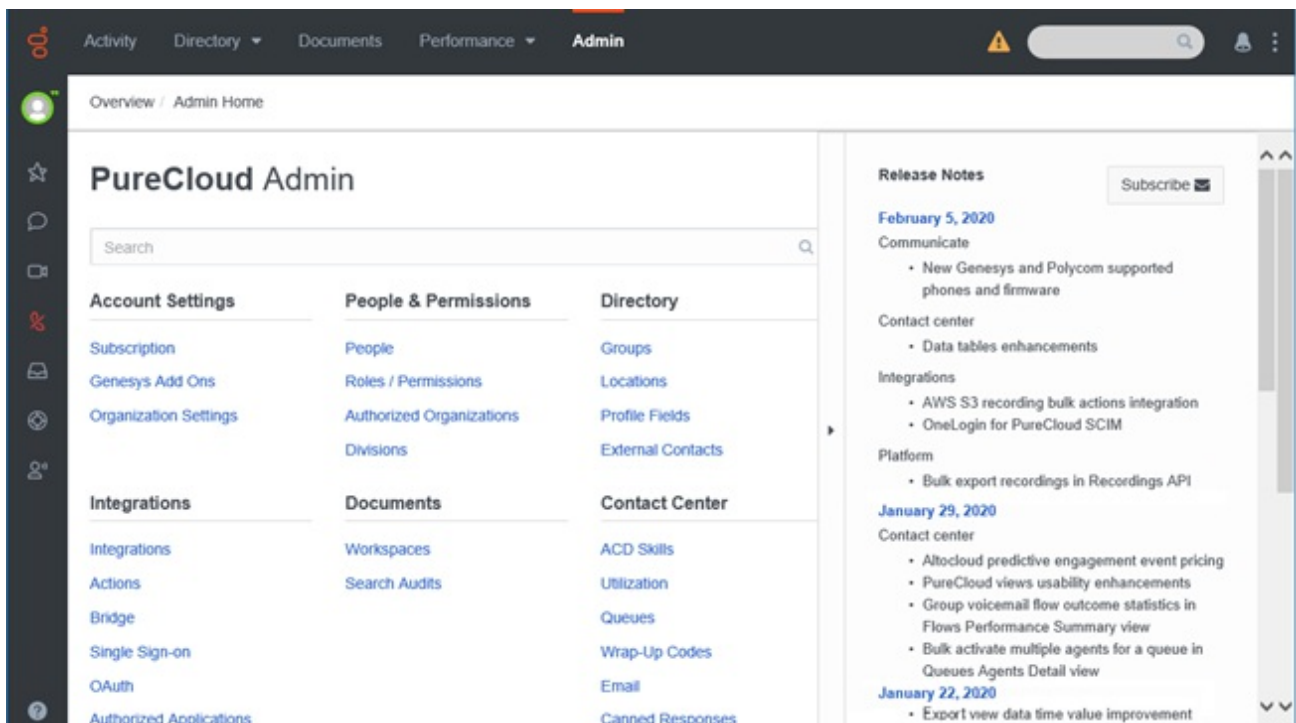 Activity
Directory
Documents
Performance
Admin
Overview / Admin Home
PureCloud Admin
Search
Account Settings
Subscription
Genesys Add Ons
Organization Settings
People & Permissions
People
Roles / Permissions
Authorized Organizations
Divisions
Directory
Groups
Locations
Profile Fields
External Contacts
Integrations
Integrations
Actions
Bridge
Single Sign-on
OAuth
Authorized Applications
Documents
Workspaces
Search Audits
Contact Center
ACD Skills
Utilization
Queues
Wrap-Up Codes
Email
Canned Responses
Release Notes
Subscribe
February 5, 2020
Communicate
• New Genesys and Polycom supported
phones and firmware
Contact center
• Data tables enhancements
Integrations
• AWS S3 recording bulk actions integration
• OneLogin for PureCloud SCIM
Platform
• Bulk export recordings in Recordings API
January 29, 2020
Contact center
• Altocloud predictive engagement event pricing
• PureCloud views usability enhancements
• Group voicemail flow outcome statistics in
Flows Performance Summary view
• Bulk activate multiple agents for a queue in
Queues Agents Detail view
January 22, 2020
• Export view data time value improvement